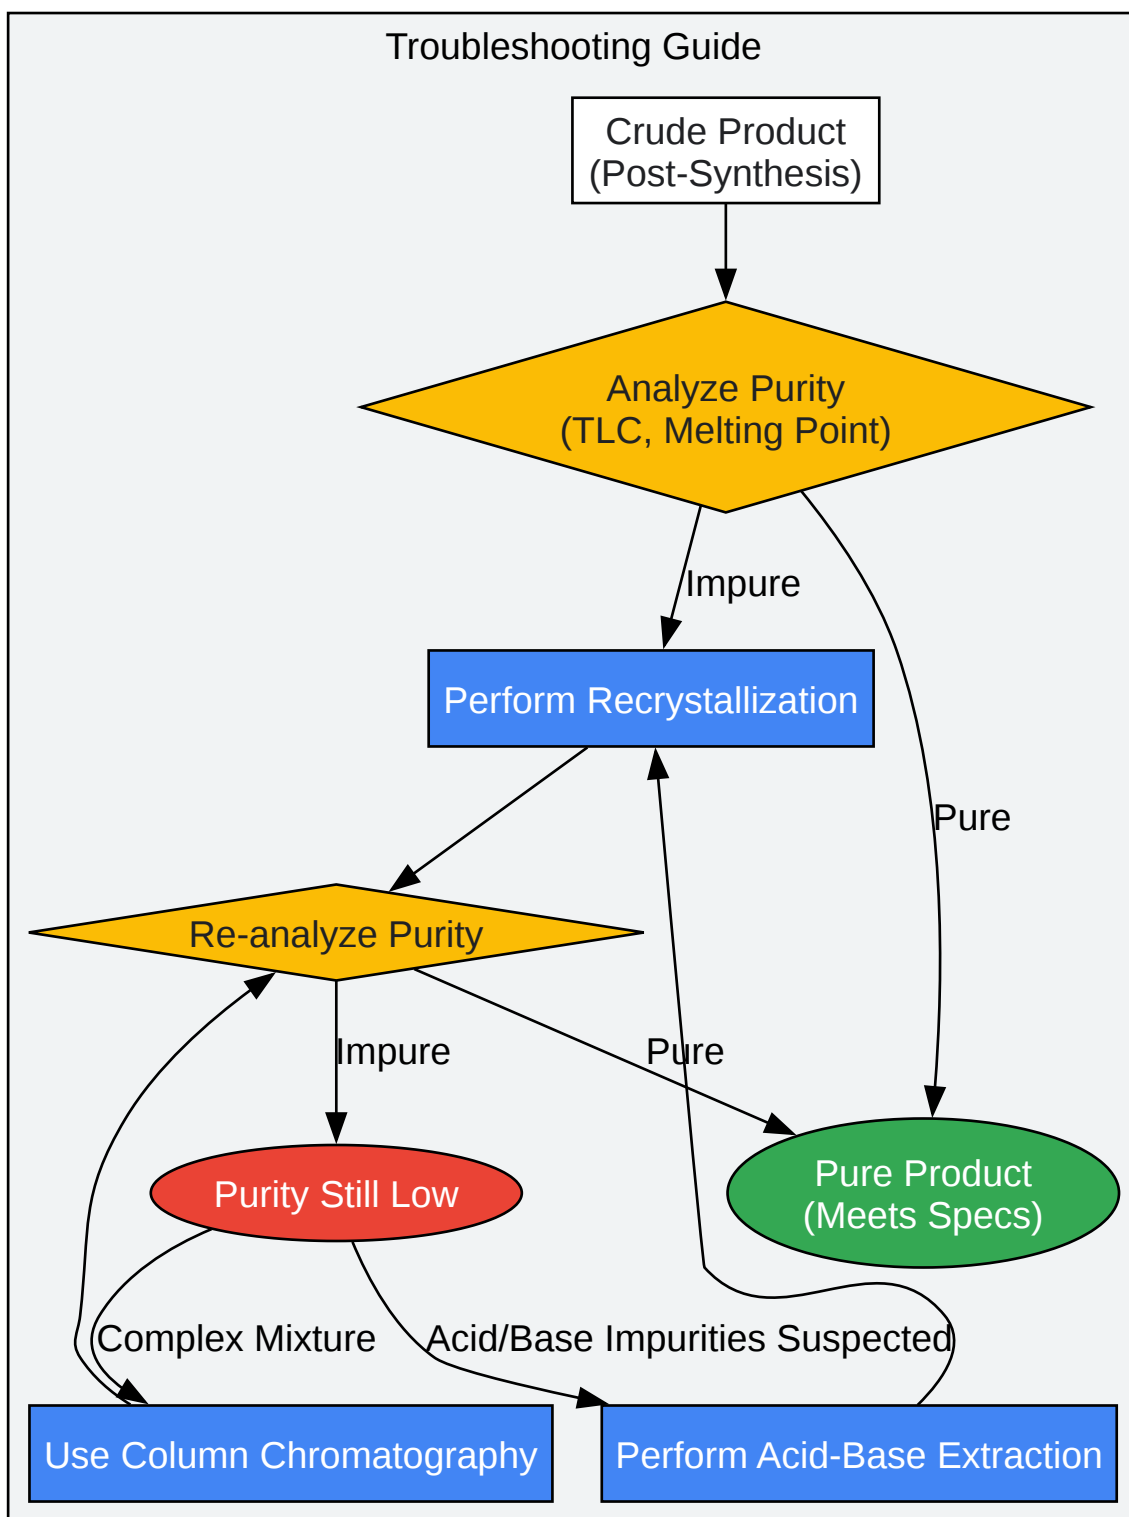 Troubleshooting Guide
Crude Product
(Post-Synthesis)
Analyze Purity
(TLC, Melting Point)
Impure
Perform Recrystallization
Pure
Re-analyze Purity
Impure
Pure
Purity Still Low
Pure Product
(Meets Specs)
Complex Mixture
Acid/Base Impurities Suspected
Use Column Chromatography
Perform Acid-Base Extraction